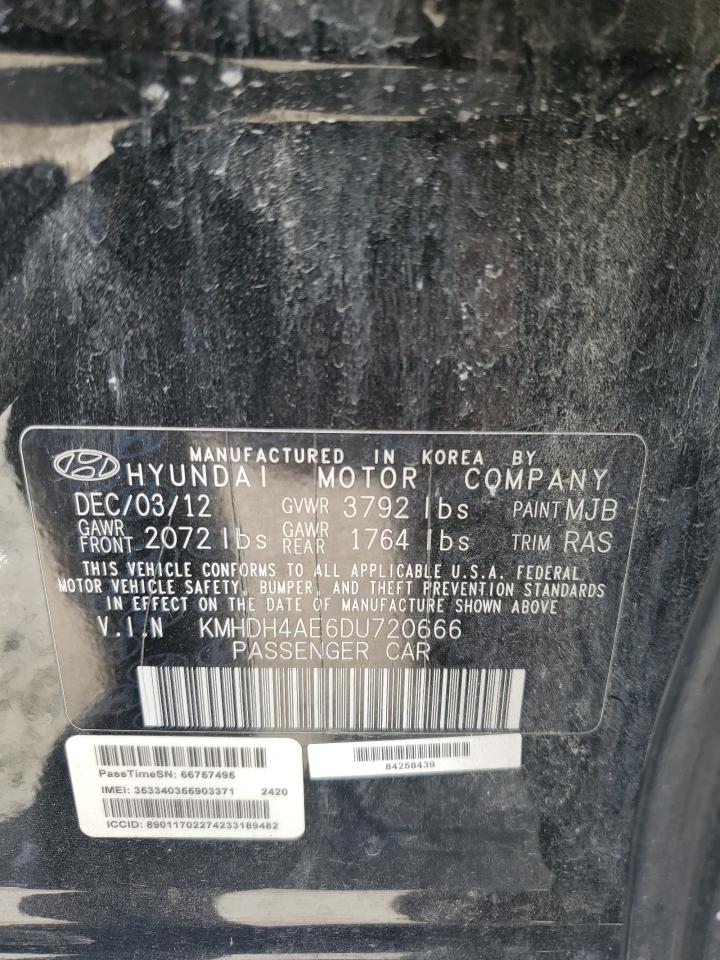 MANUFACTURED IN KOREA BY
HYUNDAI MOTOR COMPANY
DEC/03/12 GVWR 3792 lbs PAINT MJB
GAWR FRONT 2072 lbs GAWR REAR 1764 lbs TRIM RAS
THIS VEHICLE CONFORMS TO ALL APPLICABLE U.S.A. FEDERAL
MOTOR VEHICLE SAFETY, BUMPER, AND THEFT PREVENTION STANDARDS
IN EFFECT ON THE DATE OF MANUFACTURE SHOWN ABOVE
V.I.N KMHDH4AE6DU720666
PASSENGER CAR
PassTimeSN: 66757495
IMEI: 353340355903371 2420
ICCID: 89011702274233189482
84258439